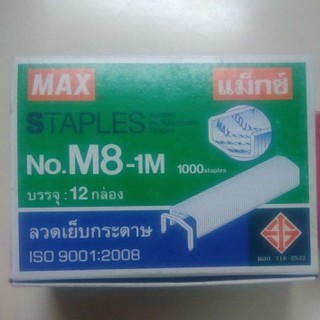 MAX แม็กซ์
STAPLES
No.M8-1M 1000staples
บรรจุ : 12 กล่อง
ลวดเย็บกระดาษ
ISO 9001:2008